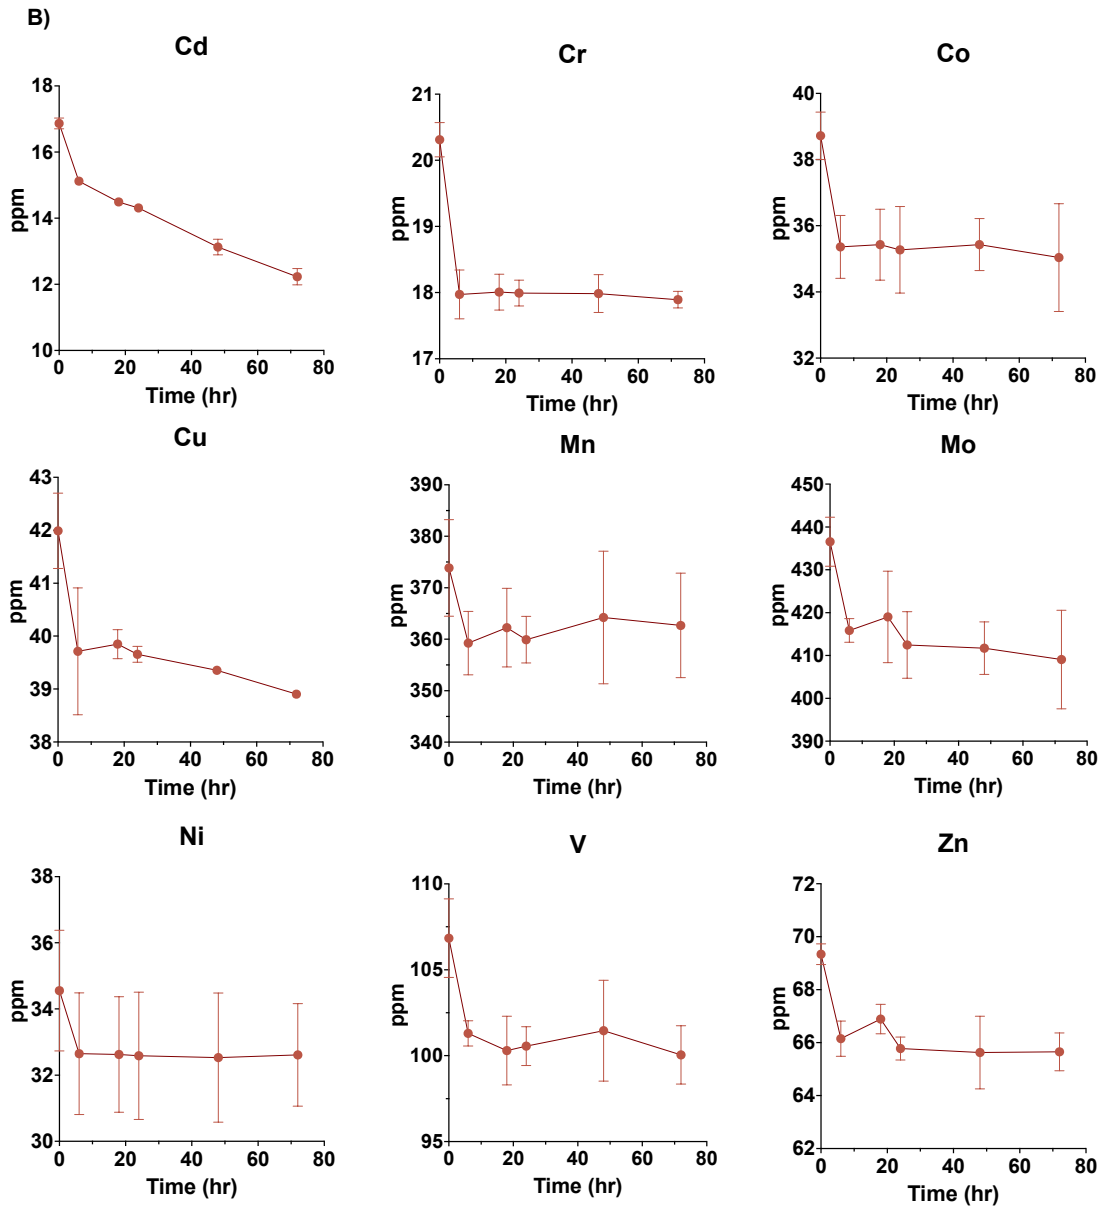 B)
Cd
ppm
18
16
14
12
10
0 20 40 60 80
Time (hr)
Cr
ppm
21
20
19
18
17
0 20 40 60 80
Time (hr)
Co
ppm
40
38
36
34
32
0 20 40 60 80
Time (hr)
Cu
ppm
43
42
41
40
39
38
0 20 40 60 80
Time (hr)
Mn
ppm
390
380
370
360
350
340
0 20 40 60 80
Time (hr)
Mo
ppm
450
440
430
420
410
400
390
0 20 40 60 80
Time (hr)
Ni
ppm
38
36
34
32
30
0 20 40 60 80
Time (hr)
V
ppm
110
105
100
95
0 20 40 60 80
Time (hr)
Zn
ppm
72
70
68
66
64
62
0 20 40 60 80
Time (hr)